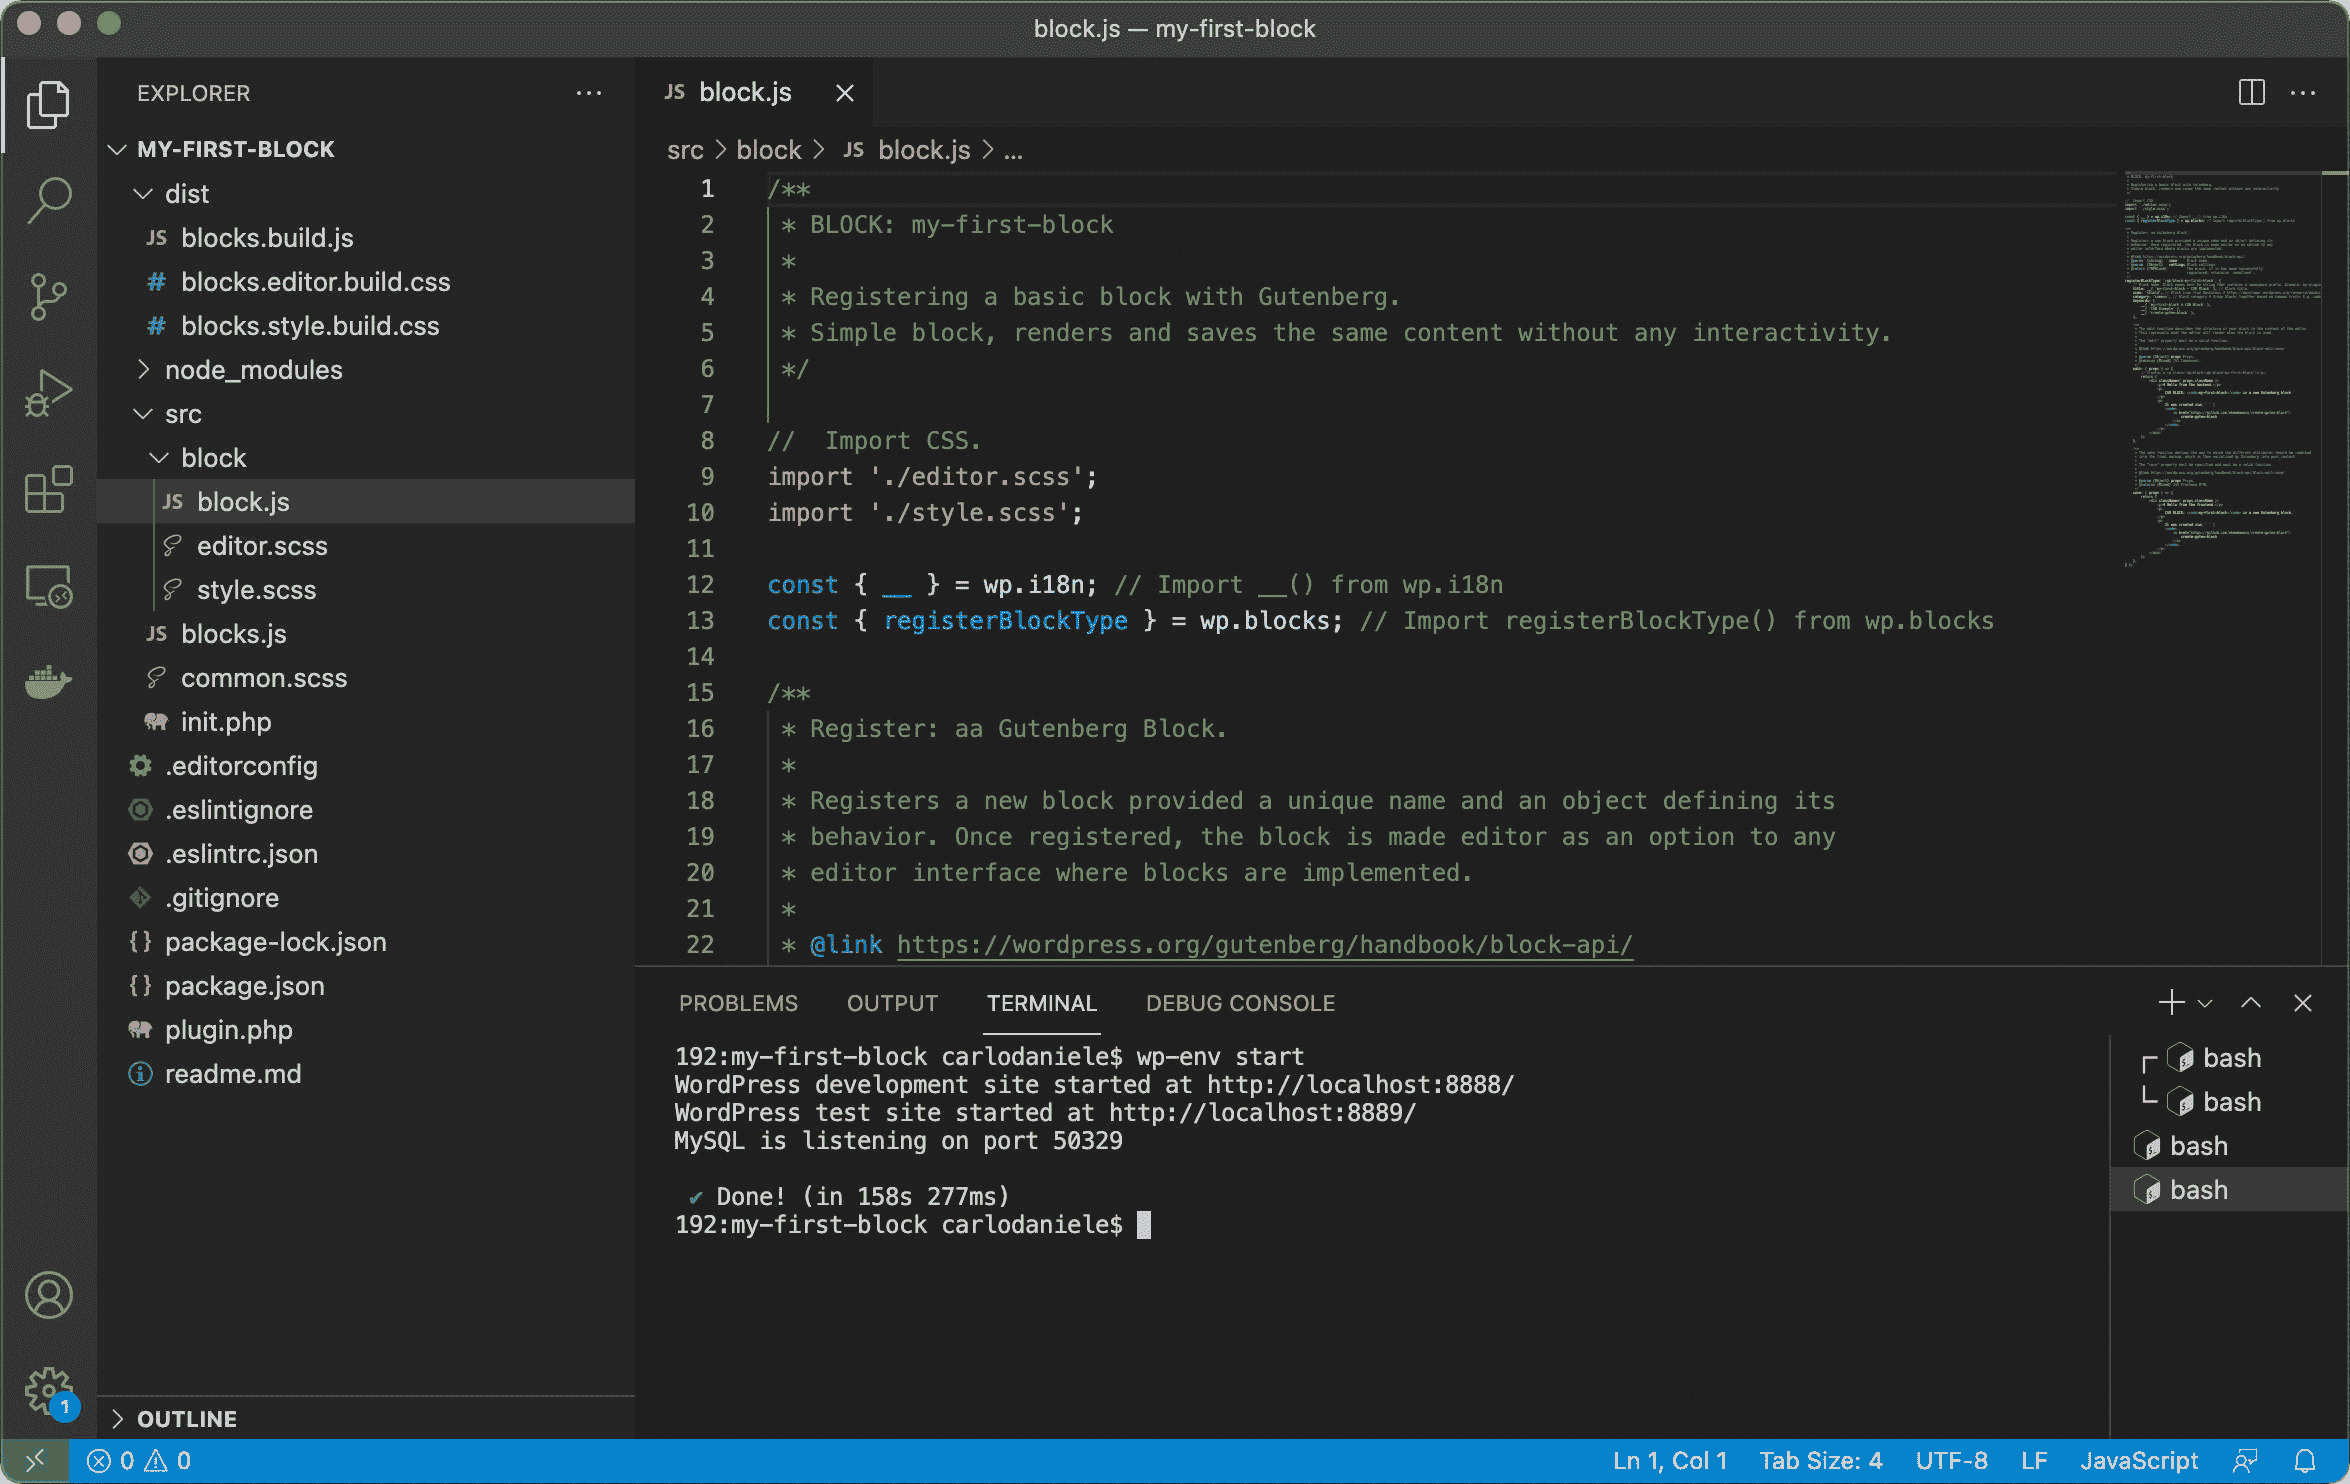 block.js — my-first-block
EXPLORER
MY-FIRST-BLOCK
dist
JS blocks.build.js
# blocks.editor.build.css
# blocks.style.build.css
node_modules
src
block
JS block.js
editor.scss
style.scss
JS blocks.js
common.scss
init.php
.editorconfig
.eslintignore
.eslintrc.json
.gitignore
{} package-lock.json
{} package.json
plugin.php
readme.md
OUTLINE
JS block.js
src > block > JS block.js > ...
1 /**
2 * BLOCK: my-first-block
3 *
4 * Registering a basic block with Gutenberg.
5 * Simple block, renders and saves the same content without any interactivity.
6 */
7
8 //  Import CSS.
9 import './editor.scss';
10 import './style.scss';
11
12 const { __ } = wp.i18n; // Import __() from wp.i18n
13 const { registerBlockType } = wp.blocks; // Import registerBlockType() from wp.blocks
14
15 /**
16 * Register: aa Gutenberg Block.
17 *
18 * Registers a new block provided a unique name and an object defining its
19 * behavior. Once registered, the block is made editor as an option to any
20 * editor interface where blocks are implemented.
21 *
22 * @link https://wordpress.org/gutenberg/handbook/block-api/
PROBLEMS OUTPUT TERMINAL DEBUG CONSOLE
192:my-first-block carlodaniele$ wp-env start
WordPress development site started at http://localhost:8888/
WordPress test site started at http://localhost:8889/
MySQL is listening on port 50329
✔ Done! (in 158s 277ms)
192:my-first-block carlodaniele$
bash
bash
bash
bash
1
0 0
Ln 1, Col 1 Tab Size: 4 UTF-8 LF JavaScript